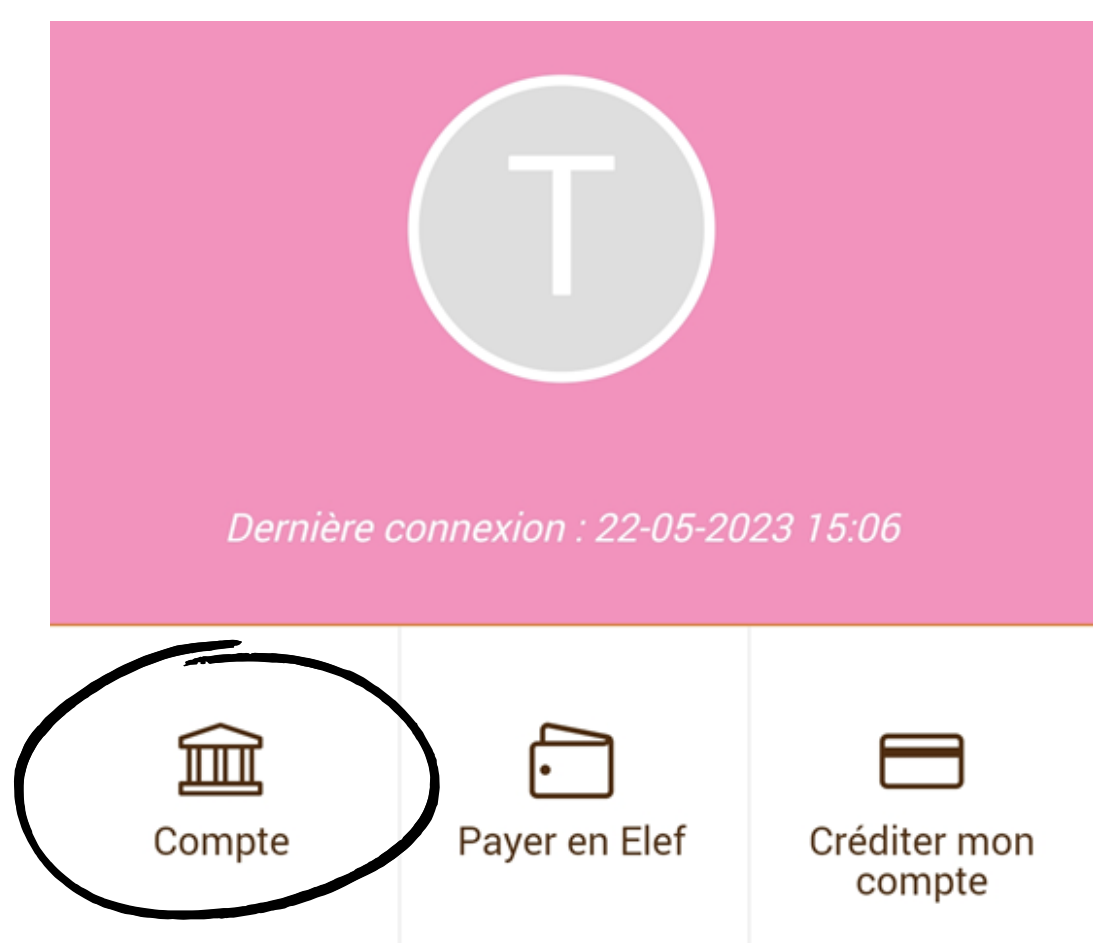 T
Dernière connexion : 22-05-2023 15:06
Compte
Payer en Elef
Créditer mon
compte